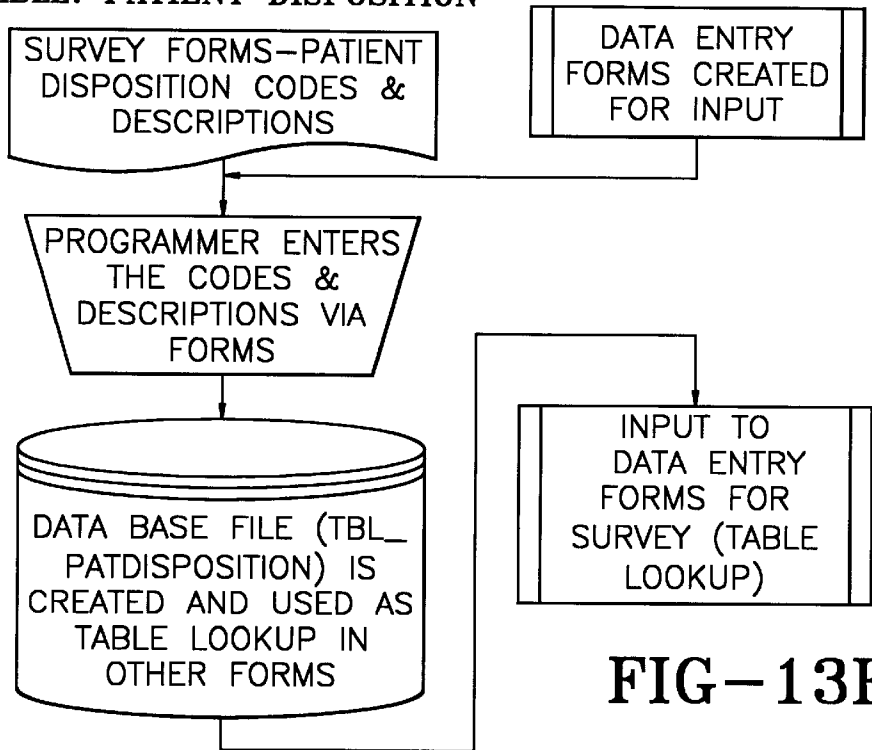 TABLE: PATIENT DISPOSITION
SURVEY FORMS-PATIENT
DISPOSITION CODES &
DESCRIPTIONS
DATA ENTRY
FORMS CREATED
FOR INPUT
PROGRAMMER ENTERS
THE CODES &
DESCRIPTIONS VIA
FORMS
DATA BASE FILE (TBL_
PATDISPOSITION) IS
CREATED AND USED AS
TABLE LOOKUP IN
OTHER FORMS
INPUT TO
DATA ENTRY
FORMS FOR
SURVEY (TABLE
LOOKUP)